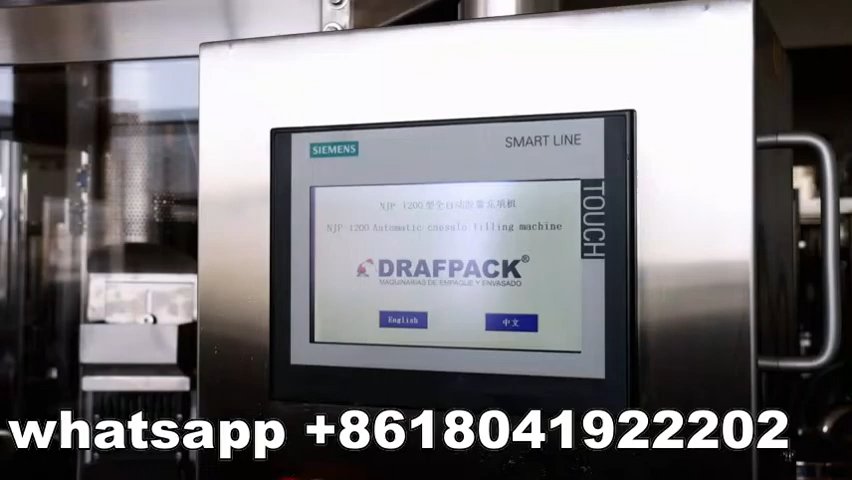 SIEMENS
SMART LINE
TOUCH
NJP-1200型全自动胶囊充填机
NJP-1200 Automatic capsule filling machine
DRAFPACK®
MAQUINARIAS DE EMPAQUE Y ENVASADO
English
中文
whatsapp +8618041922202